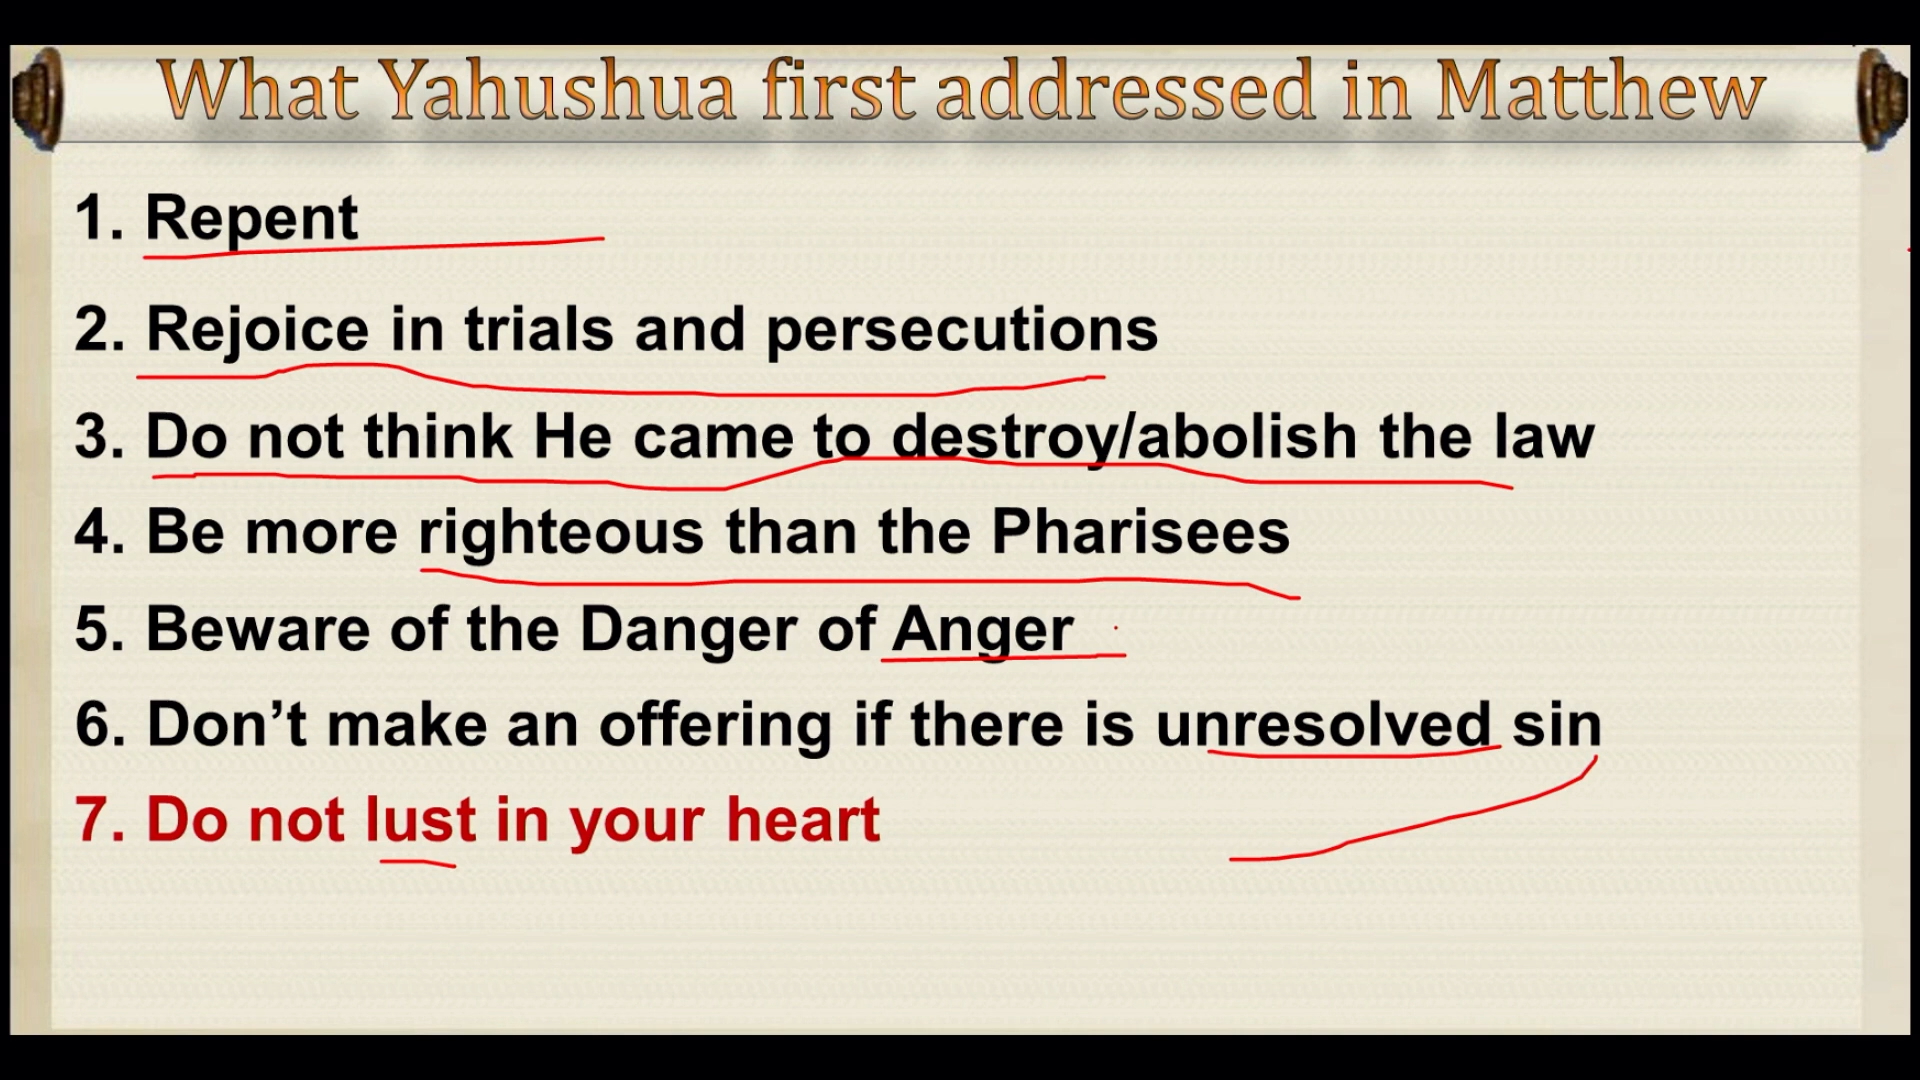 What Yahushua first addressed in Matthew
1. Repent
2. Rejoice in trials and persecutions
3. Do not think He came to destroy/abolish the law
4. Be more righteous than the Pharisees
5. Beware of the Danger of Anger
6. Don’t make an offering if there is unresolved sin
7. Do not lust in your heart